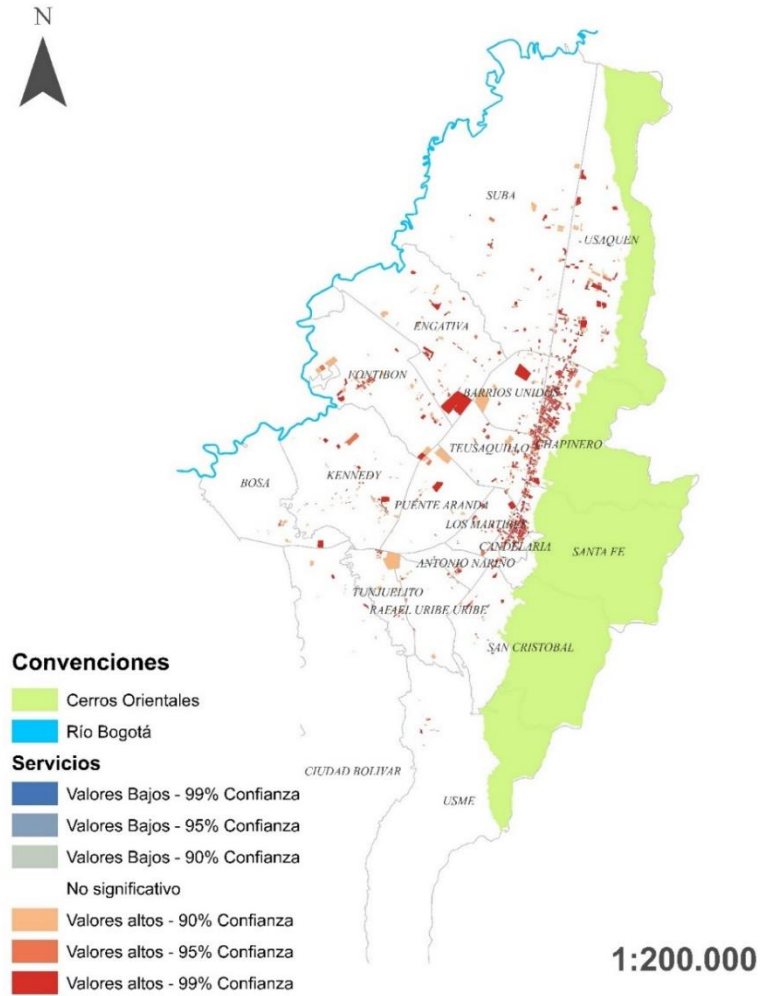 N
SUBA
USAQUEN
ENGATIVA
FONTIBON
BARRIOS UNIDOS
TEUSAQUILLO
CHAPINERO
BOSA
KENNEDY
PUENTE ARANDA
LOS MARTIRES
CANDELARIA
SANTA FE
ANTONIO NARIÑO
TUNJUELITO
RAFAEL URIBE URIBE
SAN CRISTOBAL
CIUDAD BOLIVAR
USME
Convenciones
Cerros Orientales
Río Bogotá
Servicios
Valores Bajos - 99% Confianza
Valores Bajos - 95% Confianza
Valores Bajos - 90% Confianza
No significativo
Valores altos - 90% Confianza
Valores altos - 95% Confianza
Valores altos - 99% Confianza
1:200.000